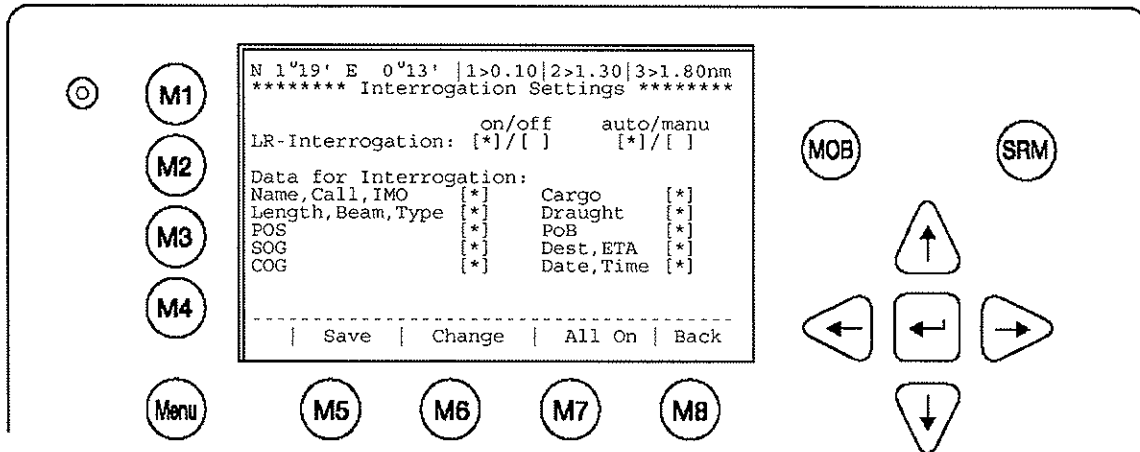 N 1°19' E 0°13' |1>0.10|2>1.30|3>1.80nm
******** Interrogation Settings ********
on/off auto/manu
LR-Interrogation: [*]/[ ] [*]/[ ]
Data for Interrogation:
Name,Call,IMO [*] Cargo [*]
Length,Beam,Type [*] Draught [*]
POS [*] PoB [*]
SOG [*] Dest,ETA [*]
COG [*] Date,Time [*]
| Save | Change | All On | Back
M1
M2
M3
M4
Menu
M5
M6
M7
M8
MOB
SRM